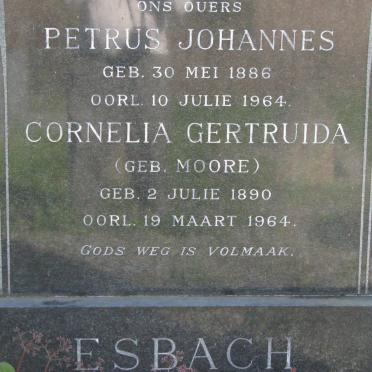 ONS OUERS
PETRUS JOHANNES
GEB. 30 MEI 1886
OORL. 10 JULIE 1964.
CORNELIA GERTRUIDA
(GEB. MOORE)
GEB. 2 JULIE 1890
OORL. 19 MAART 1964.
GODS WEG IS VOLMAAK.
ESBACH